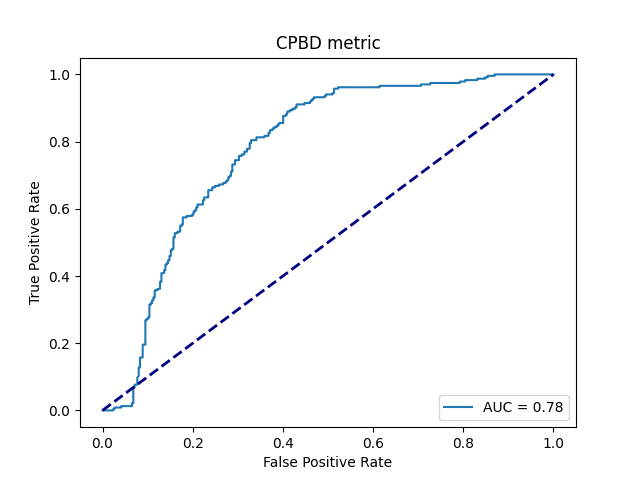 CPBD metric
True Positive Rate
1.0
0.8
0.6
0.4
0.2
0.0
AUC = 0.78
0.0 0.2 0.4 0.6 0.8 1.0
False Positive Rate